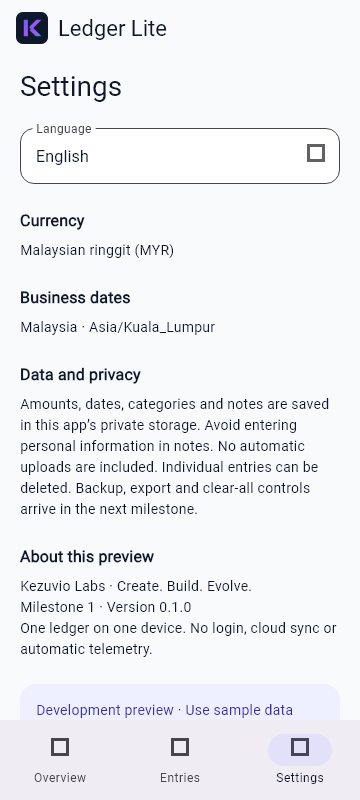 Ledger Lite
Settings
Language
English
Currency
Malaysian ringgit (MYR)
Business dates
Malaysia · Asia/Kuala_Lumpur
Data and privacy
Amounts, dates, categories and notes are saved
in this app’s private storage. Avoid entering
personal information in notes. No automatic
uploads are included. Individual entries can be
deleted. Backup, export and clear-all controls
arrive in the next milestone.
About this preview
Kezuvio Labs · Create. Build. Evolve.
Milestone 1 · Version 0.1.0
One ledger on one device. No login, cloud sync or
automatic telemetry.
Development preview · Use sample data
Overview
Entries
Settings